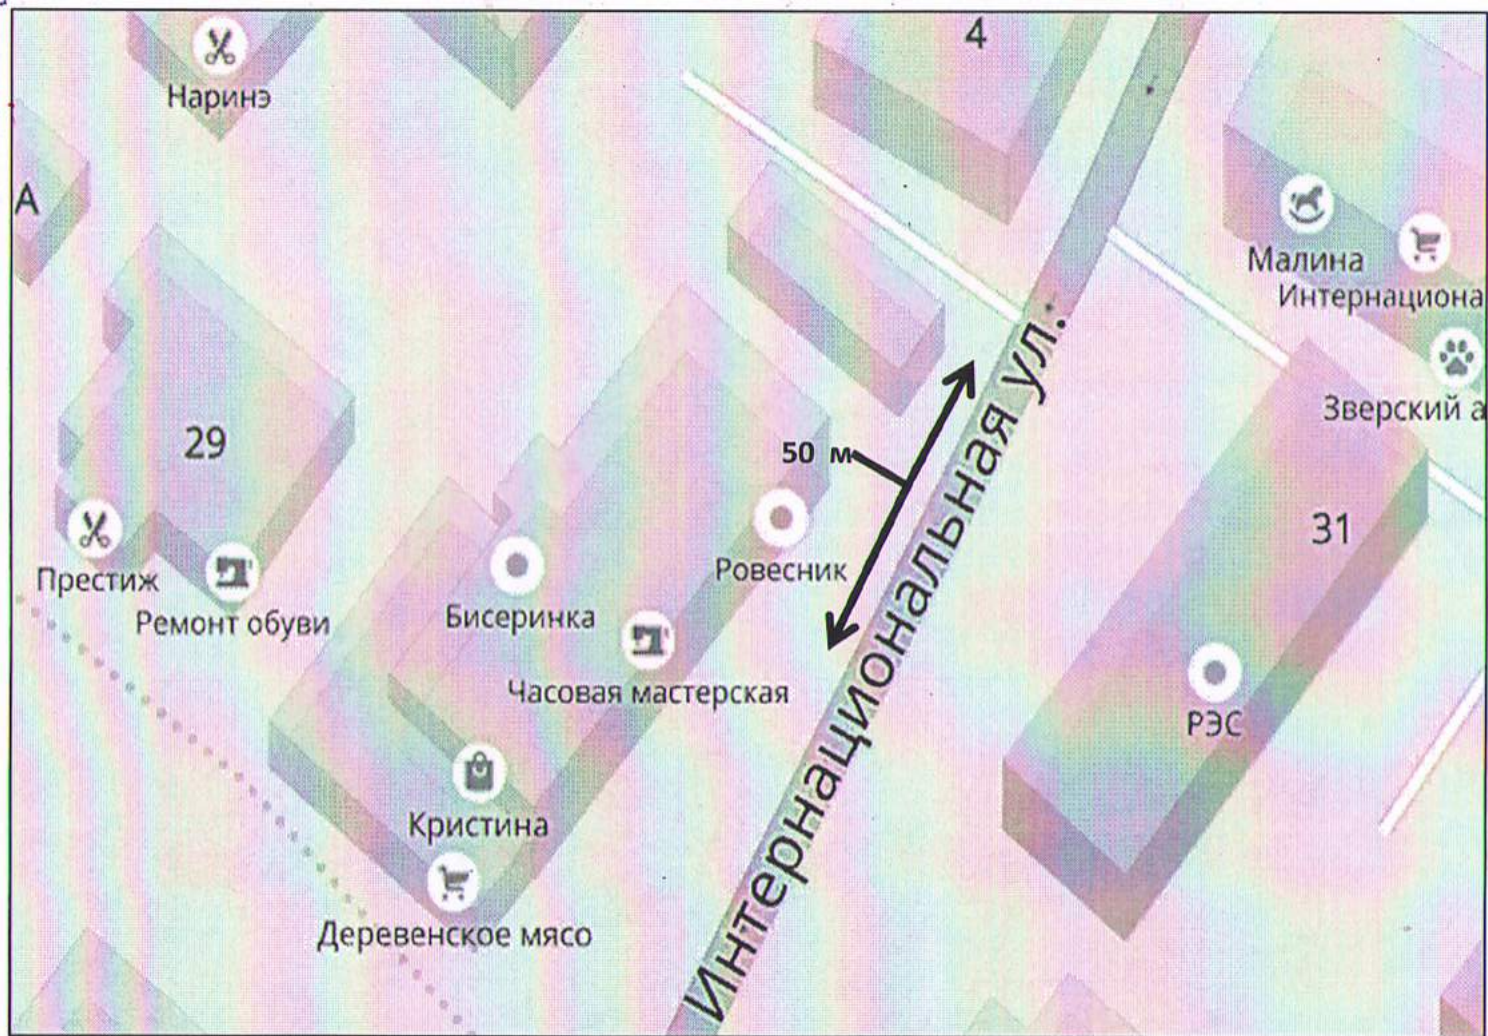 4
Наринэ
А
Малина
Интернациона
Зверский а
29
50 м
31
Престиж
Ремонт обуви
Бисеринка
Ровесник
Часовая мастерская
РЭС
Кристина
Деревенское мясо
Интернациональная ул.